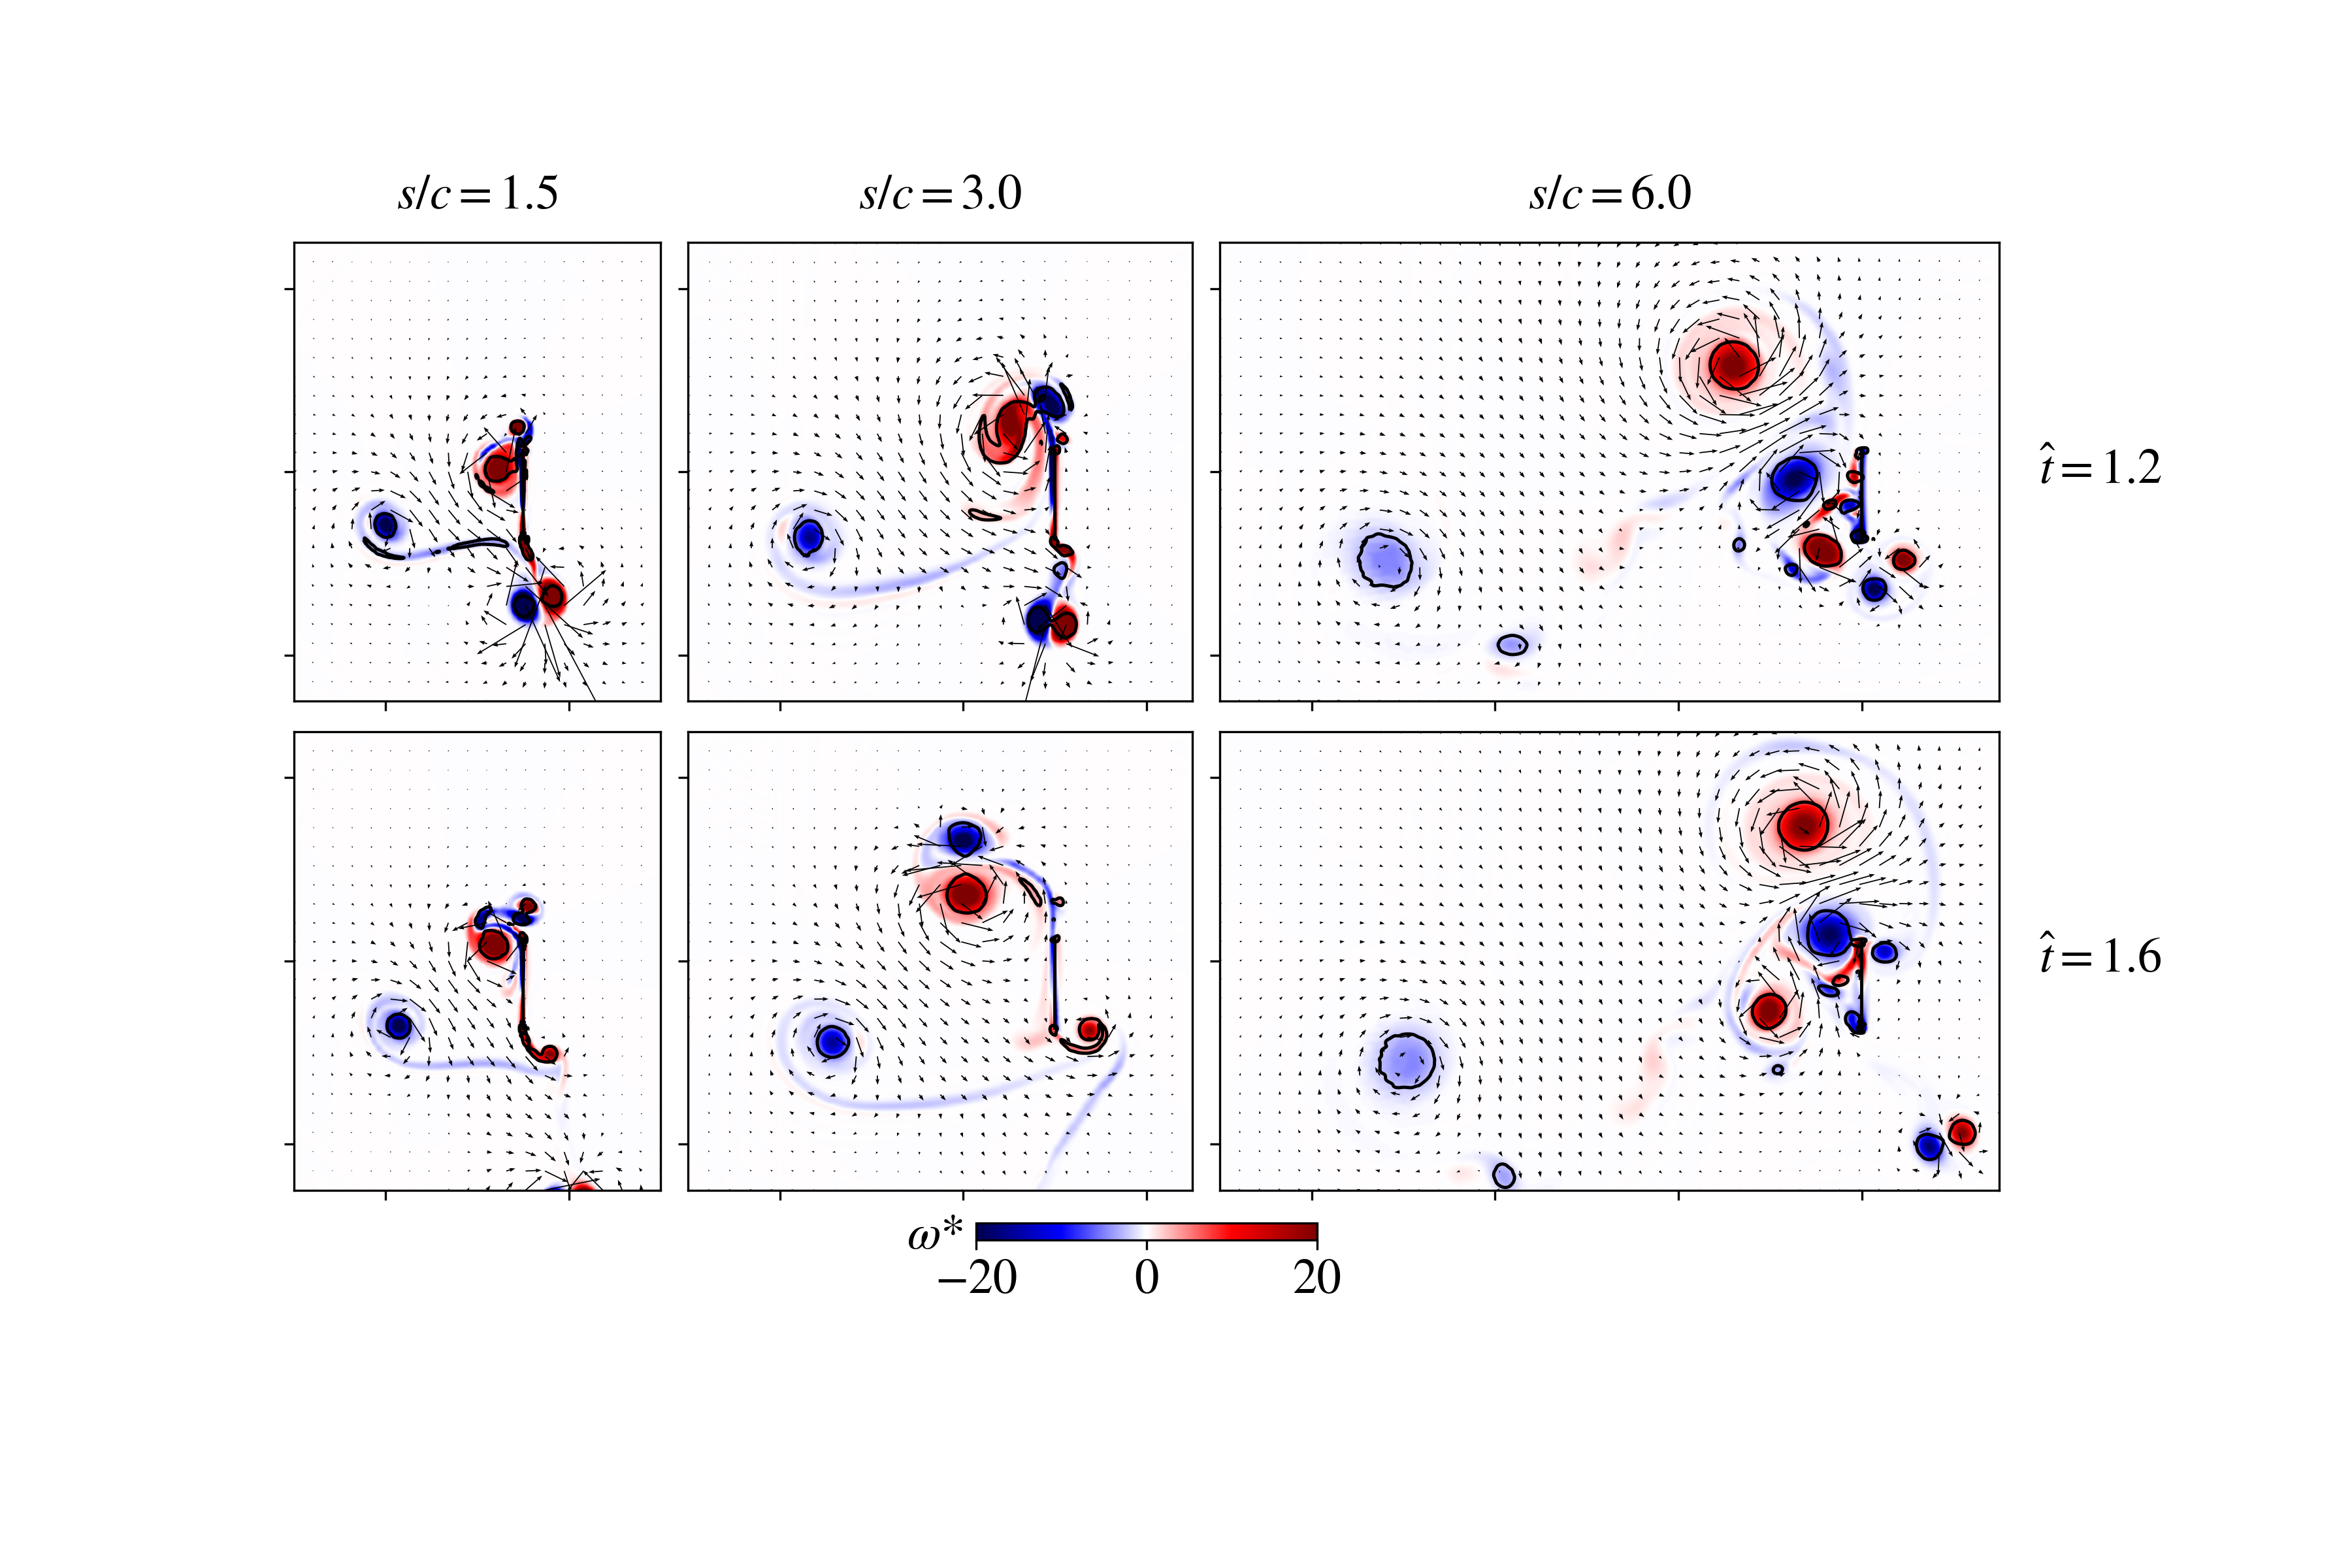 s/c = 1.5
s/c = 3.0
s/c = 6.0
t̂ = 1.2
t̂ = 1.6
ω*
−20
0
20